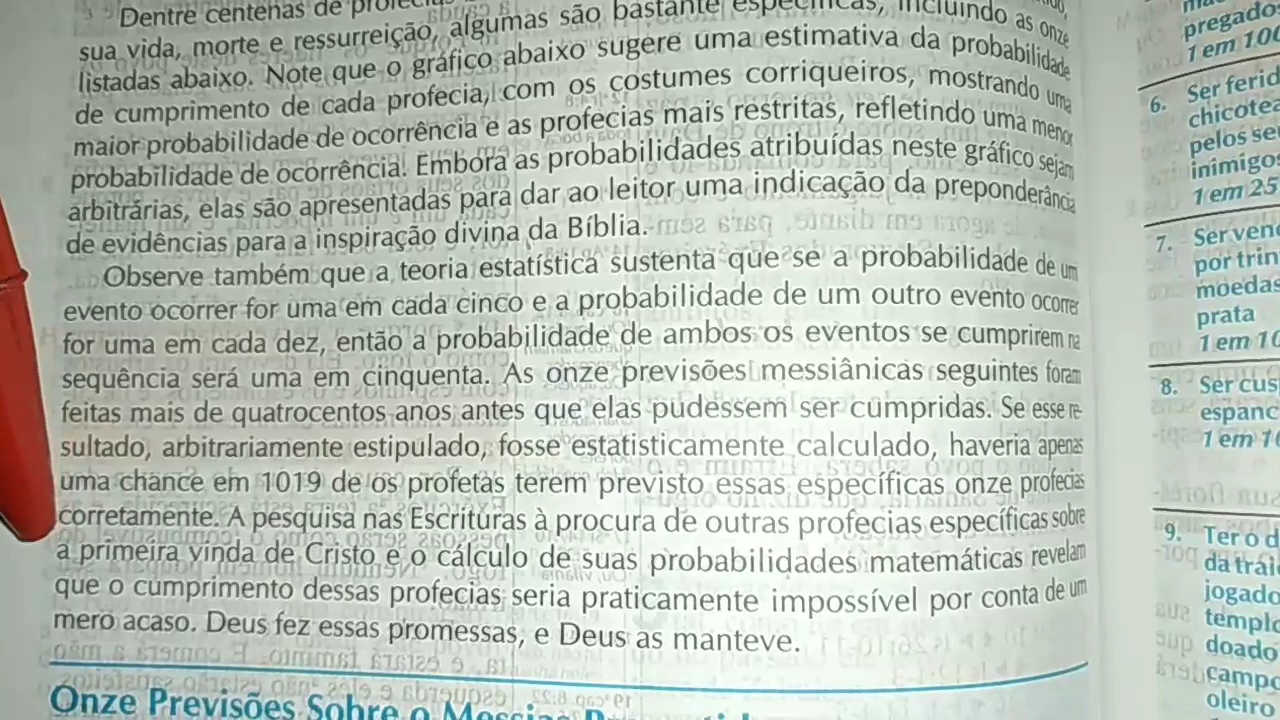 Dentre centenas de
sua vida, morte e ressurreição, algumas são bastante específicas, incluindo as onze
listadas abaixo. Note que o gráfico abaixo sugere uma estimativa da probabilidade
de cumprimento de cada profecia, com os costumes corriqueiros, mostrando uma
maior probabilidade de ocorrência e as profecias mais restritas, refletindo uma menor
probabilidade de ocorrência. Embora as probabilidades atribuídas neste gráfico sejam
arbitrárias, elas são apresentadas para dar ao leitor uma indicação da preponderância
de evidências para a inspiração divina da Bíblia.
Observe também que a teoria estatística sustenta que se a probabilidade de um
evento ocorrer for uma em cada cinco e a probabilidade de um outro evento ocorrer
for uma em cada dez, então a probabilidade de ambos os eventos se cumprirem na
sequência será uma em cinquenta. As onze previsões messiânicas seguintes foram
feitas mais de quatrocentos anos antes que elas pudessem ser cumpridas. Se esse re-
sultado, arbitrariamente estipulado, fosse estatisticamente calculado, haveria apenas
uma chance em 1019 de os profetas terem previsto essas específicas onze profecias
corretamente. A pesquisa nas Escrituras à procura de outras profecias específicas sobre
a primeira vinda de Cristo e o cálculo de suas probabilidades matemáticas revelam
que o cumprimento dessas profecias seria praticamente impossível por conta de um
mero acaso. Deus fez essas promessas, e Deus as manteve.
Onze Previsões Sobre o Messias
pregado
1 em 100
6. Ser ferid
chicotea
pelos se
inimigo
1 em 25
7. Ser vend
por trin
moedas
prata
1 em 10
8. Ser cus
espanc
1 em 10
9. Ter o d
da trai
jogado
templo
doado
campo
oleiro